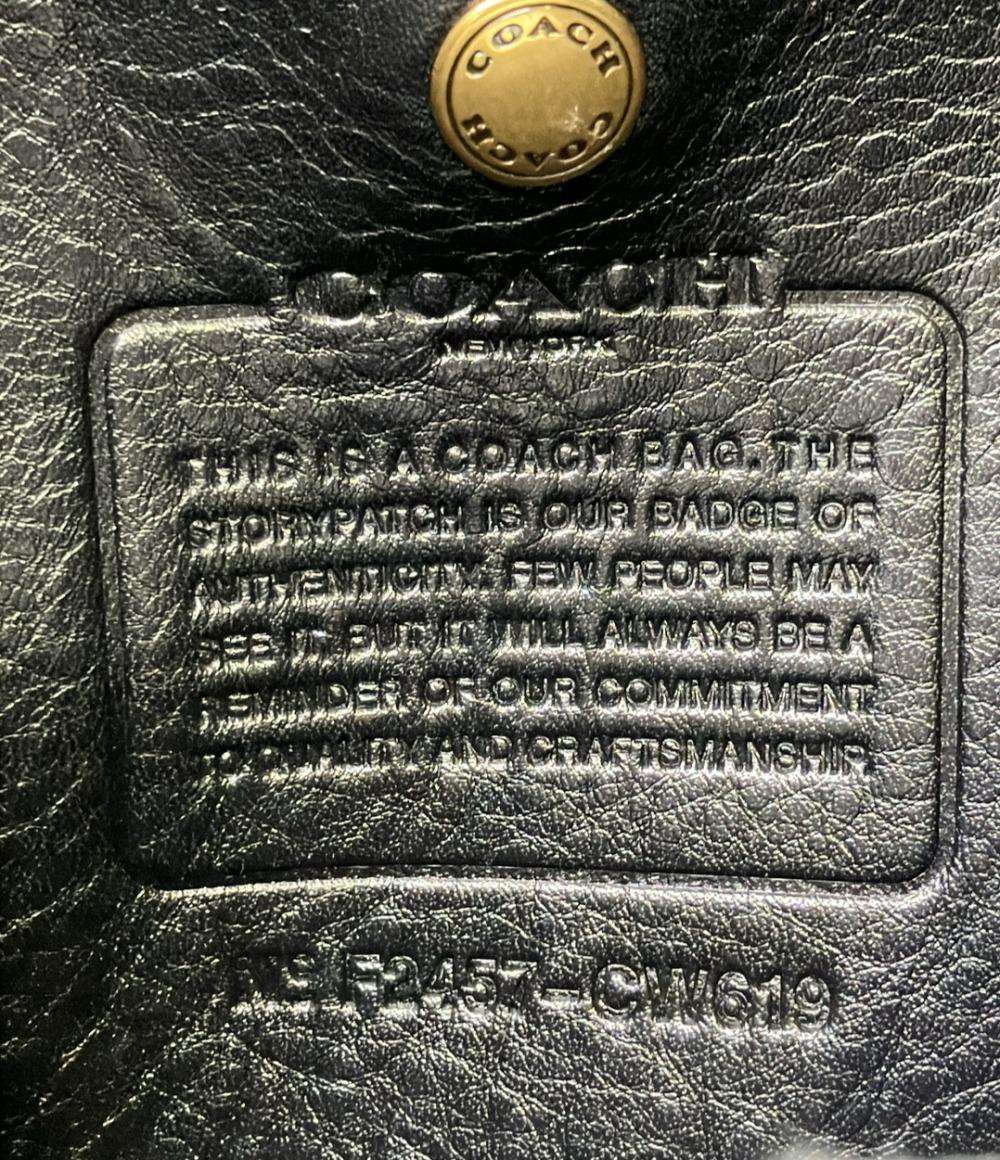 COACH
COACH
COACH
NEW YORK
THIS IS A COACH BAG. THE
STORYPATCH IS OUR BADGE OF
AUTHENTICITY. FEW PEOPLE MAY
SEE IT, BUT IT WILL ALWAYS BE A
REMINDER OF OUR COMMITMENT
TO QUALITY AND CRAFTSMANSHIP.
Nº F2457-CW619